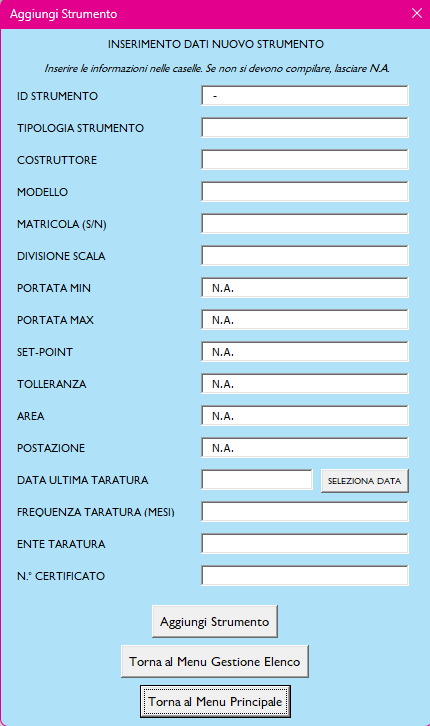 Aggiungi Strumento
INSERIMENTO DATI NUOVO STRUMENTO
Inserire le informazioni nelle caselle. Se non si devono compilare, lasciare N.A.
ID STRUMENTO -
TIPOLOGIA STRUMENTO
COSTRUTTORE
MODELLO
MATRICOLA (S/N)
DIVISIONE SCALA
PORTATA MIN N.A.
PORTATA MAX N.A.
SET-POINT N.A.
TOLLERANZA N.A.
AREA N.A.
POSTAZIONE N.A.
DATA ULTIMA TARATURA SELEZIONA DATA
FREQUENZA TARATURA (MESI)
ENTE TARATURA
N.° CERTIFICATO
Aggiungi Strumento
Torna al Menu Gestione Elenco
Torna al Menu Principale